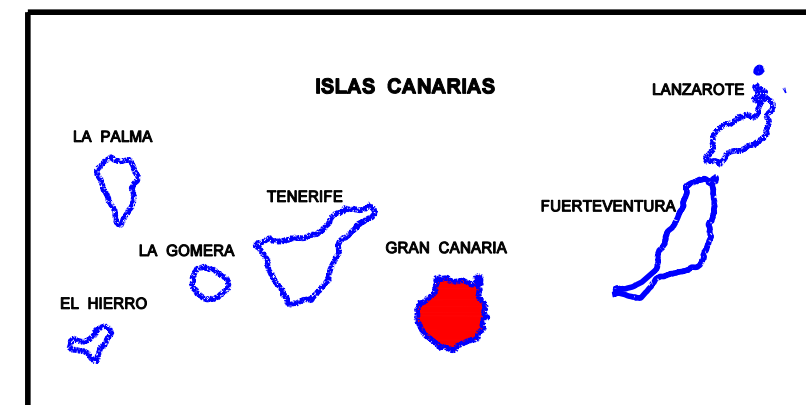 ISLAS CANARIAS
LANZAROTE
LA PALMA
TENERIFE
FUERTEVENTURA
LA GOMERA
GRAN CANARIA
EL HIERRO